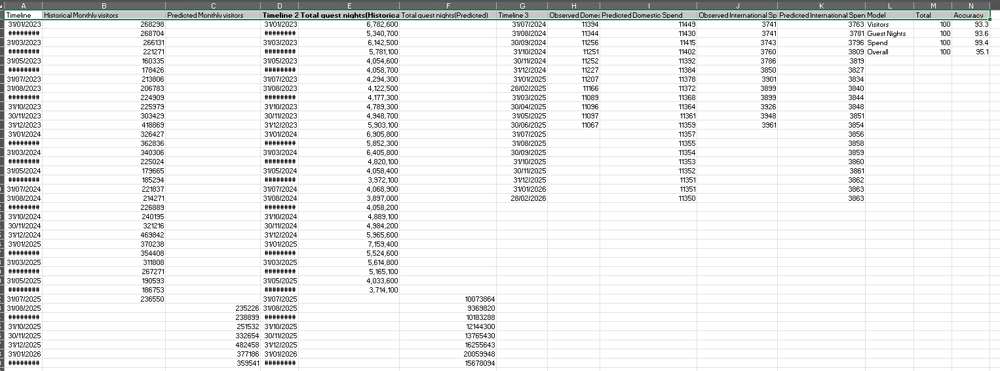 A B C D E F G H I J K L M N
Timeline Historical Monthly visitors Predicted Monthly visitors Timeline 2 Total guest nights(Historica Total guest nights(Predicted) Timeline 3 Observed Domes Predicted Domestic Spend Observed International Sp Predicted International Spen Model Total Accuracy
31/01/2023 268298 31/01/2023 6,782,600 31/07/2024 11394 11449 3741 3763 Visitors 100 93.3
######## 268704 ######## 5,340,700 31/08/2024 11344 11430 3741 3781 Guest Nights 100 93.6
31/03/2023 266131 31/03/2023 6,142,500 30/09/2024 11256 11415 3743 3796 Spend 100 99.4
######## 221271 ######## 5,781,100 31/10/2024 11251 11402 3760 3809 Overall 100 95.1
31/05/2023 160335 31/05/2023 4,054,600 30/11/2024 11252 11392 3786 3819
######## 178426 ######## 4,058,700 31/12/2024 11227 11384 3850 3827
31/07/2023 213806 31/07/2023 4,294,300 31/01/2025 11207 11378 3901 3834
31/08/2023 206783 31/08/2023 4,122,500 28/02/2025 11166 11372 3899 3840
######## 224909 ######## 4,177,300 31/03/2025 11089 11368 3899 3844
31/10/2023 225979 31/10/2023 4,789,300 30/04/2025 11096 11364 3926 3848
30/11/2023 303429 30/11/2023 4,948,700 31/05/2025 11097 11361 3948 3851
31/12/2023 418869 31/12/2023 5,903,100 30/06/2025 11067 11359 3961 3854
31/01/2024 326427 31/01/2024 6,905,800 31/07/2025 11357 3856
######## 362836 ######## 5,852,300 31/08/2025 11355 3858
31/03/2024 340306 31/03/2024 6,405,800 30/09/2025 11354 3859
######## 225024 ######## 4,820,100 31/10/2025 11353 3860
31/05/2024 179665 31/05/2024 4,058,400 30/11/2025 11352 3861
######## 185294 ######## 3,972,100 31/12/2025 11351 3862
31/07/2024 221837 31/07/2024 4,068,900 31/01/2026 11351 3863
31/08/2024 214271 31/08/2024 3,897,000 28/02/2026 11350 3863
######## 226889 ######## 4,058,200
31/10/2024 240195 31/10/2024 4,889,100
30/11/2024 321216 30/11/2024 4,984,200
31/12/2024 469842 31/12/2024 5,965,600
31/01/2025 370238 31/01/2025 7,159,400
######## 354408 ######## 5,524,600
31/03/2025 311808 31/03/2025 5,614,800
######## 267271 ######## 5,165,100
31/05/2025 190593 31/05/2025 4,033,600
######## 186753 ######## 3,714,100
31/07/2025 236550 31/07/2025 10073864
31/08/2025 235226 31/08/2025 9369820
######## 238899 ######## 10183288
31/10/2025 251532 31/10/2025 12144300
30/11/2025 332654 30/11/2025 13765430
31/12/2025 482458 31/12/2025 16255643
31/01/2026 377186 31/01/2026 20059948
######## 359541 ######## 15678094